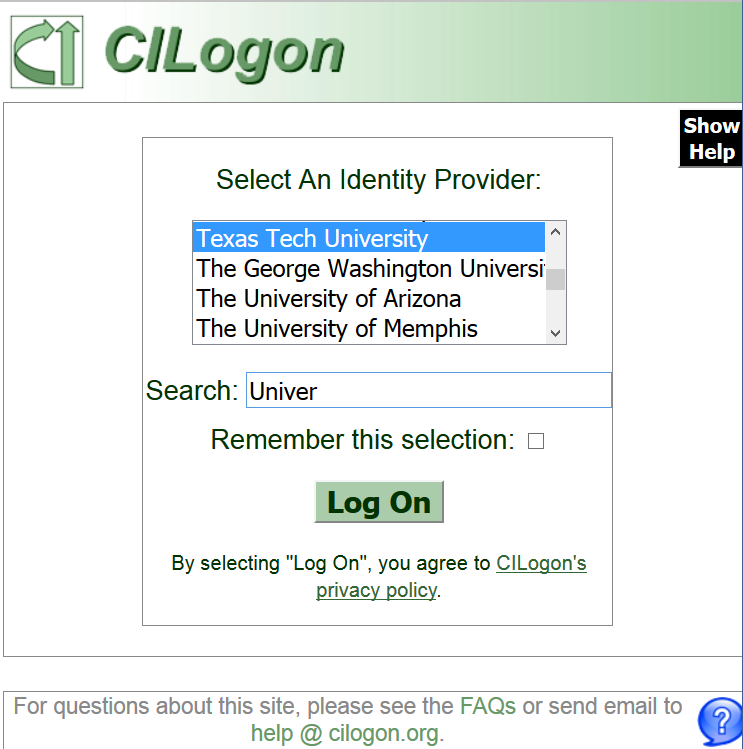 CILogon
Show
Help
Select An Identity Provider:
Texas Tech University
The George Washington Universi
The University of Arizona
The University of Memphis
Search: Univer
Remember this selection:
Log On
By selecting "Log On", you agree to CILogon's
privacy policy.
For questions about this site, please see the FAQs or send email to
help @ cilogon.org.
?